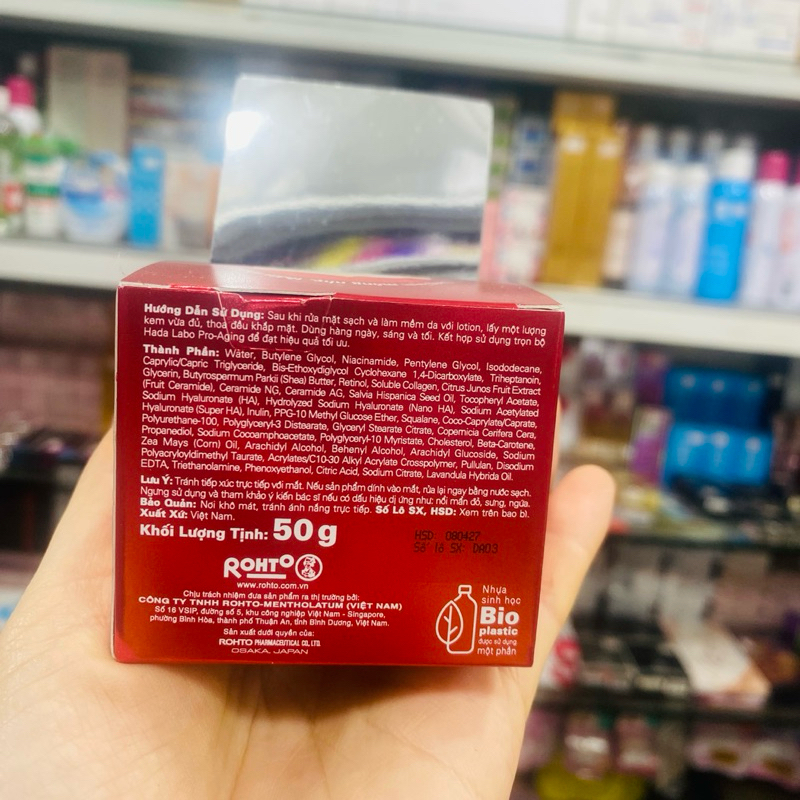 Hướng Dẫn Sử Dụng: Sau khi rửa mặt sạch và làm mềm da với lotion, lấy một lượng
kem vừa đủ, thoa đều khắp mặt. Dùng hàng ngày, sáng và tối. Kết hợp sử dụng trọn bộ
Hada Labo Pro-Aging để đạt hiệu quả tối ưu.
Thành Phần: Water, Butylene Glycol, Niacinamide, Pentylene Glycol, Isododecane,
Caprylic/Capric Triglyceride, Bis-Ethoxydiglycol Cyclohexane 1,4-Dicarboxylate, Triheptanoin,
Glycerin, Butyrospermum Parkii (Shea) Butter, Retinol, Soluble Collagen, Citrus Junos Fruit Extract
(Fruit Ceramide), Ceramide NG, Ceramide AG, Salvia Hispanica Seed Oil, Tocopheryl Acetate,
Sodium Hyaluronate (HA), Hydrolyzed Sodium Hyaluronate (Nano HA), Sodium Acetylated
Hyaluronate (Super HA), Inulin, PPG-10 Methyl Glucose Ether, Squalane, Coco-Caprylate/Caprate,
Polyurethane-100, Polyglyceryl-3 Distearate, Glyceryl Stearate Citrate, Copernicia Cerifera Cera,
Propanediol, Sodium Cocoamphoacetate, Polyglyceryl-10 Myristate, Cholesterol, Beta-Carotene,
Zea Mays (Corn) Oil, Arachidyl Alcohol, Behenyl Alcohol, Arachidyl Glucoside, Sodium
Polyacryloyldimethyl Taurate, Acrylates/C10-30 Alkyl Acrylate Crosspolymer, Pullulan, Disodium
EDTA, Triethanolamine, Phenoxyethanol, Citric Acid, Sodium Citrate, Lavandula Hybrida Oil.
Lưu Ý: Tránh tiếp xúc trực tiếp với mắt. Nếu sản phẩm dính vào mắt, rửa lại ngay bằng nước sạch.
Ngưng sử dụng và tham khảo ý kiến bác sĩ nếu có dấu hiệu dị ứng như: nổi mẩn đỏ, sưng, ngứa.
Bảo Quản: Nơi khô mát, tránh ánh nắng trực tiếp. Số Lô SX, HSD: Xem trên bao bì.
Xuất Xứ: Việt Nam.
Khối Lượng Tịnh: 50 g
HSD: 080427
Số lô SX: DA03
ROHTO
www.rohto.com.vn
Chịu trách nhiệm đưa sản phẩm ra thị trường bởi:
CÔNG TY TNHH ROHTO-MENTHOLATUM (VIỆT NAM)
Số 16 VSIP, đường số 5, khu công nghiệp Việt Nam - Singapore,
phường Bình Hòa, thành phố Thuận An, tỉnh Bình Dương, Việt Nam.
Sản xuất dưới quyền của:
ROHTO PHARMACEUTICAL CO., LTD.
OSAKA, JAPAN
Nhựa
sinh học
Bio
plastic
được sử dụng
một phần